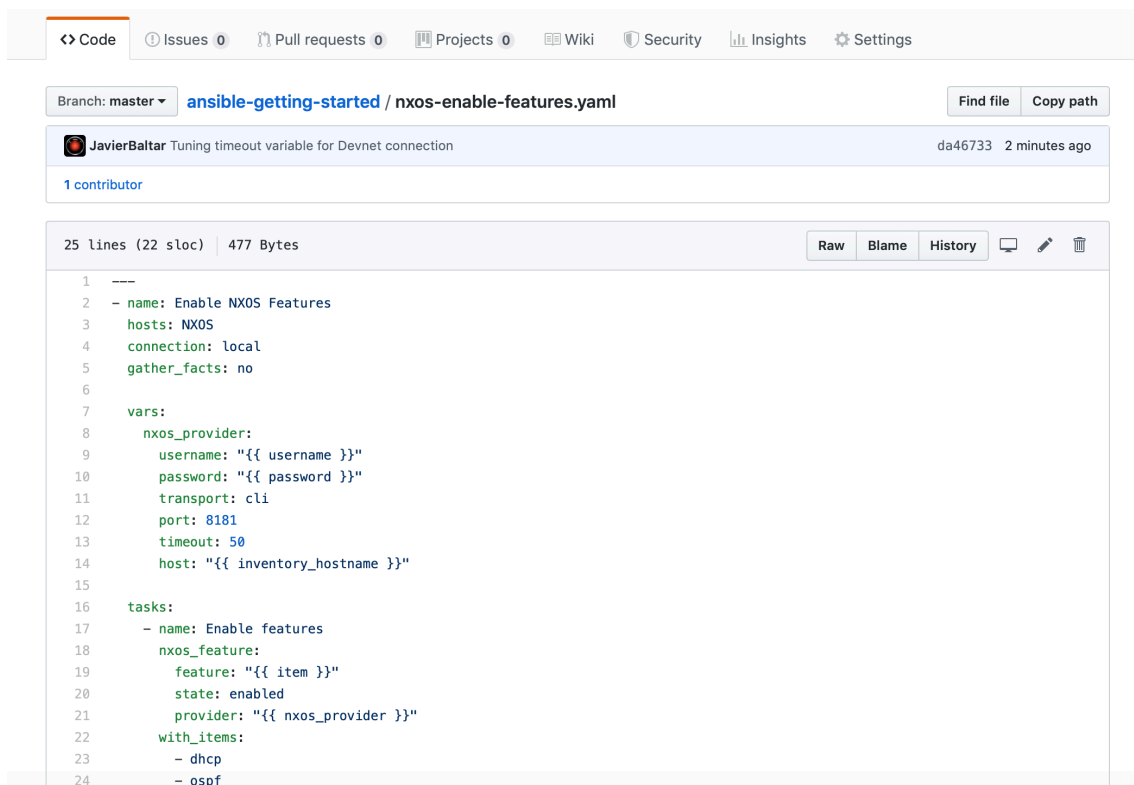 <> Code Issues 0 Pull requests 0 Projects 0 Wiki Security Insights Settings
Branch: master ansible-getting-started / nxos-enable-features.yaml Find file Copy path
JavierBaltar Tuning timeout variable for Devnet connection da46733 2 minutes ago
1 contributor
25 lines (22 sloc) 477 Bytes Raw Blame History
1 ---
2 - name: Enable NXOS Features
3   hosts: NXOS
4   connection: local
5   gather_facts: no
6
7   vars:
8     nxos_provider:
9       username: "{{ username }}"
10       password: "{{ password }}"
11       transport: cli
12       port: 8181
13       timeout: 50
14       host: "{{ inventory_hostname }}"
15
16   tasks:
17     - name: Enable features
18       nxos_feature:
19         feature: "{{ item }}"
20         state: enabled
21         provider: "{{ nxos_provider }}"
22       with_items:
23         - dhcp
24         - ospf